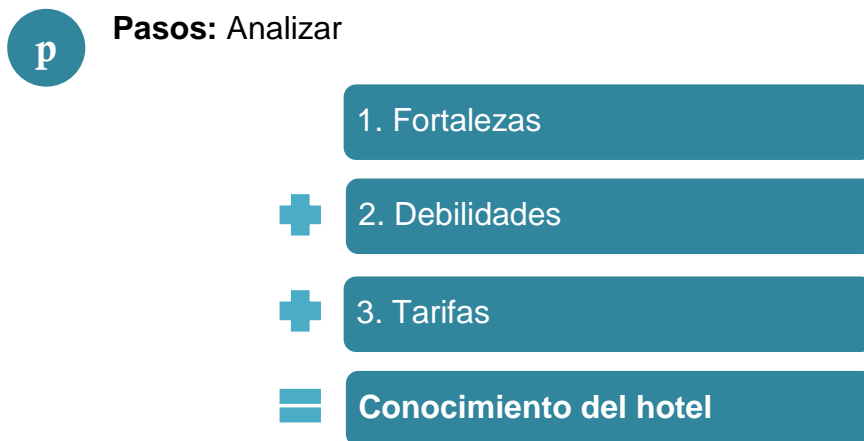 p
Pasos: Analizar
1. Fortalezas
2. Debilidades
3. Tarifas
Conocimiento del hotel